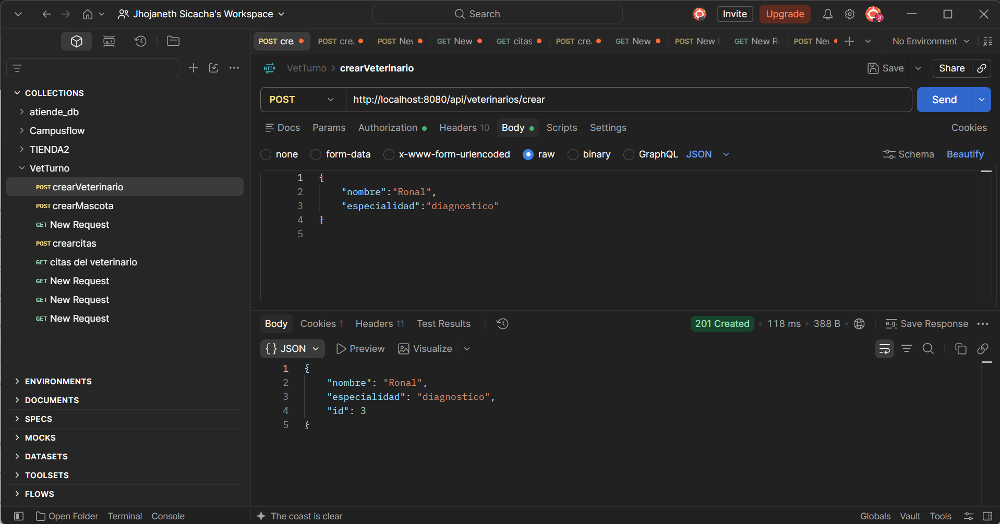 Jhojaneth Sicacha's Workspace
Search
Invite
Upgrade
POST cre
POST cre
POST Nev
GET New
GET citas
POST cre
GET New
POST New
GET New R
POST Nev
No Environment
COLLECTIONS
atiende_db
Campusflow
TIENDA2
VetTurno
POST crearVeterinario
POST crearMascota
GET New Request
POST crearcitas
GET citas del veterinario
GET New Request
GET New Request
GET New Request
ENVIRONMENTS
DOCUMENTS
SPECS
MOCKS
DATASETS
TOOLSETS
FLOWS
HTTP VetTurno > crearVeterinario
Save
Share
POST http://localhost:8080/api/veterinarios/crear
Send
Docs Params Authorization Headers 10 Body Scripts Settings
Cookies
none form-data x-www-form-urlencoded raw binary GraphQL JSON
Schema Beautify
1 {
2 "nombre":"Ronal",
3 "especialidad":"diagnostico"
4 }
5
Body Cookies 1 Headers 11 Test Results
201 Created • 118 ms • 388 B
e.g. Save Response
{} JSON Preview Visualize
1 {
2 "nombre": "Ronal",
3 "especialidad": "diagnostico",
4 "id": 3
5 }
Open Folder Terminal Console
The coast is clear
Globals Vault Tools